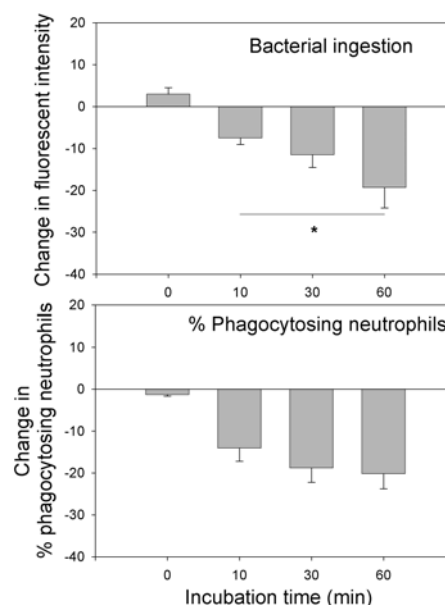 Bacterial ingestion
Change in fluorescent intensity
20
10
0
-10
-20
-30
-40
*
0 10 30 60
% Phagocytosing neutrophils
Change in
% phagocytosing neutrophils
20
10
0
-10
-20
-30
-40
0 10 30 60
Incubation time (min)